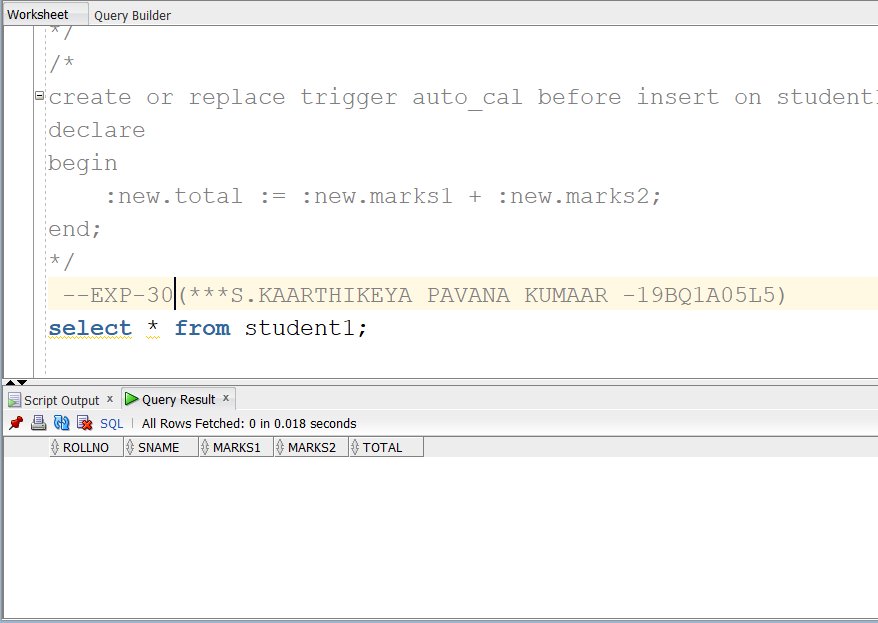 Worksheet Query Builder
*/
/*
create or replace trigger auto_cal before insert on student1
declare
begin
:new.total := :new.marks1 + :new.marks2;
end;
*/
--EXP-30(***S.KAARTHIKEYA PAVANA KUMAAR -19BQ1A05L5)
select * from student1;
Script Output x Query Result x
SQL | All Rows Fetched: 0 in 0.018 seconds
ROLLNO SNAME MARKS1 MARKS2 TOTAL